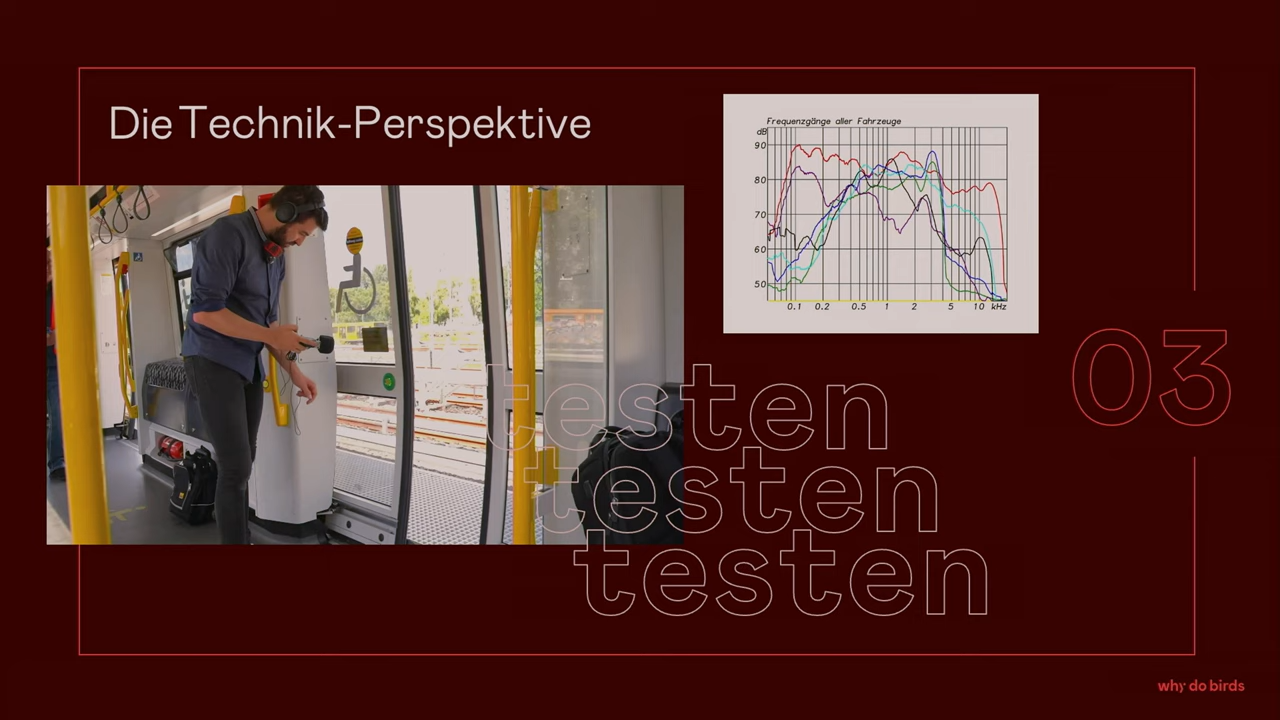 Die Technik-Perspektive
Frequenzgänge aller Fahrzeuge
dB
90
80
70
60
50
0.1 0.2 0.5 1 2 5 10 kHz
03
testen
testen
testen
why do birds